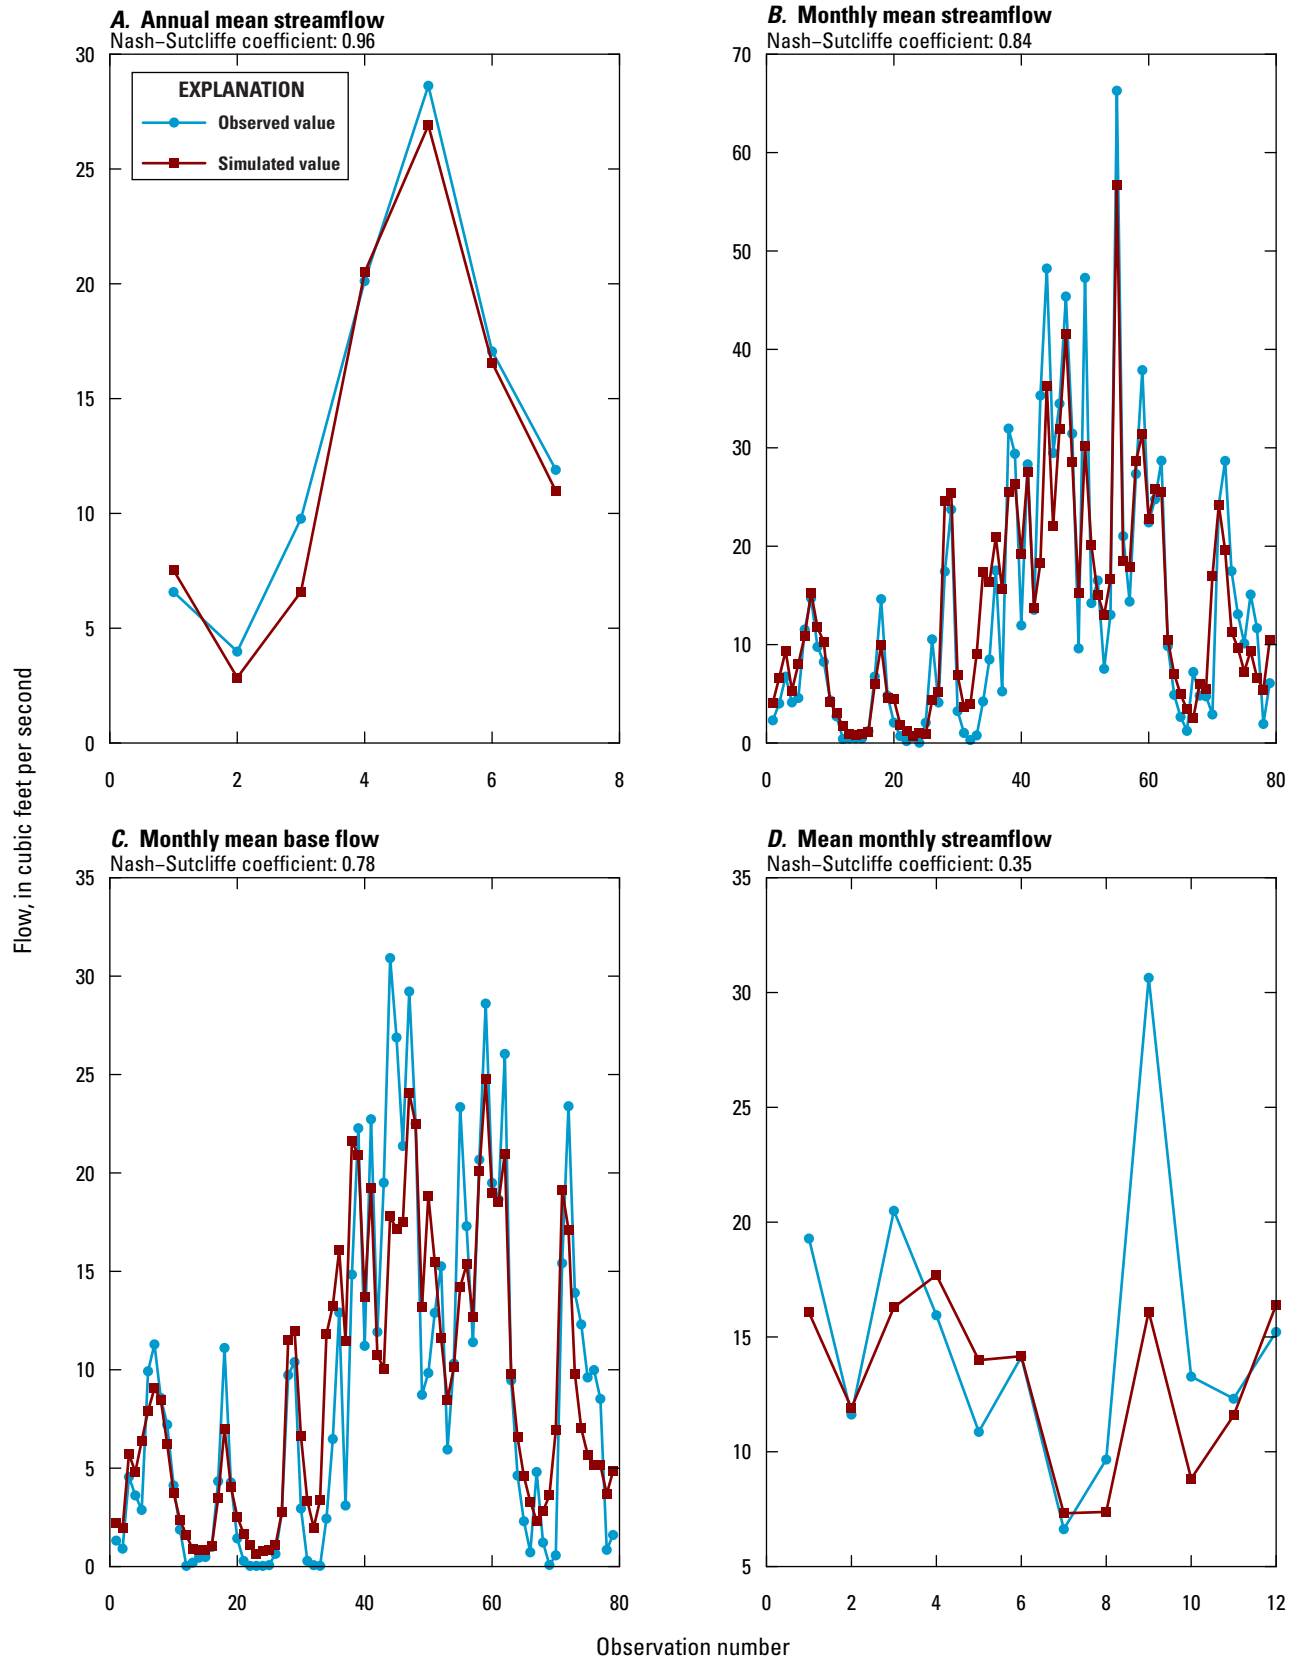 A. Annual mean streamflow
Nash–Sutcliffe coefficient: 0.96
30
25
20
15
10
5
0
0 2 4 6 8
EXPLANATION
Observed value
Simulated value
B. Monthly mean streamflow
Nash–Sutcliffe coefficient: 0.84
70
60
50
40
30
20
10
0
0 20 40 60 80
Flow, in cubic feet per second
C. Monthly mean base flow
Nash–Sutcliffe coefficient: 0.78
35
30
25
20
15
10
5
0
0 20 40 60 80
D. Mean monthly streamflow
Nash–Sutcliffe coefficient: 0.35
35
30
25
20
15
10
5
0 2 4 6 8 10 12
Observation number